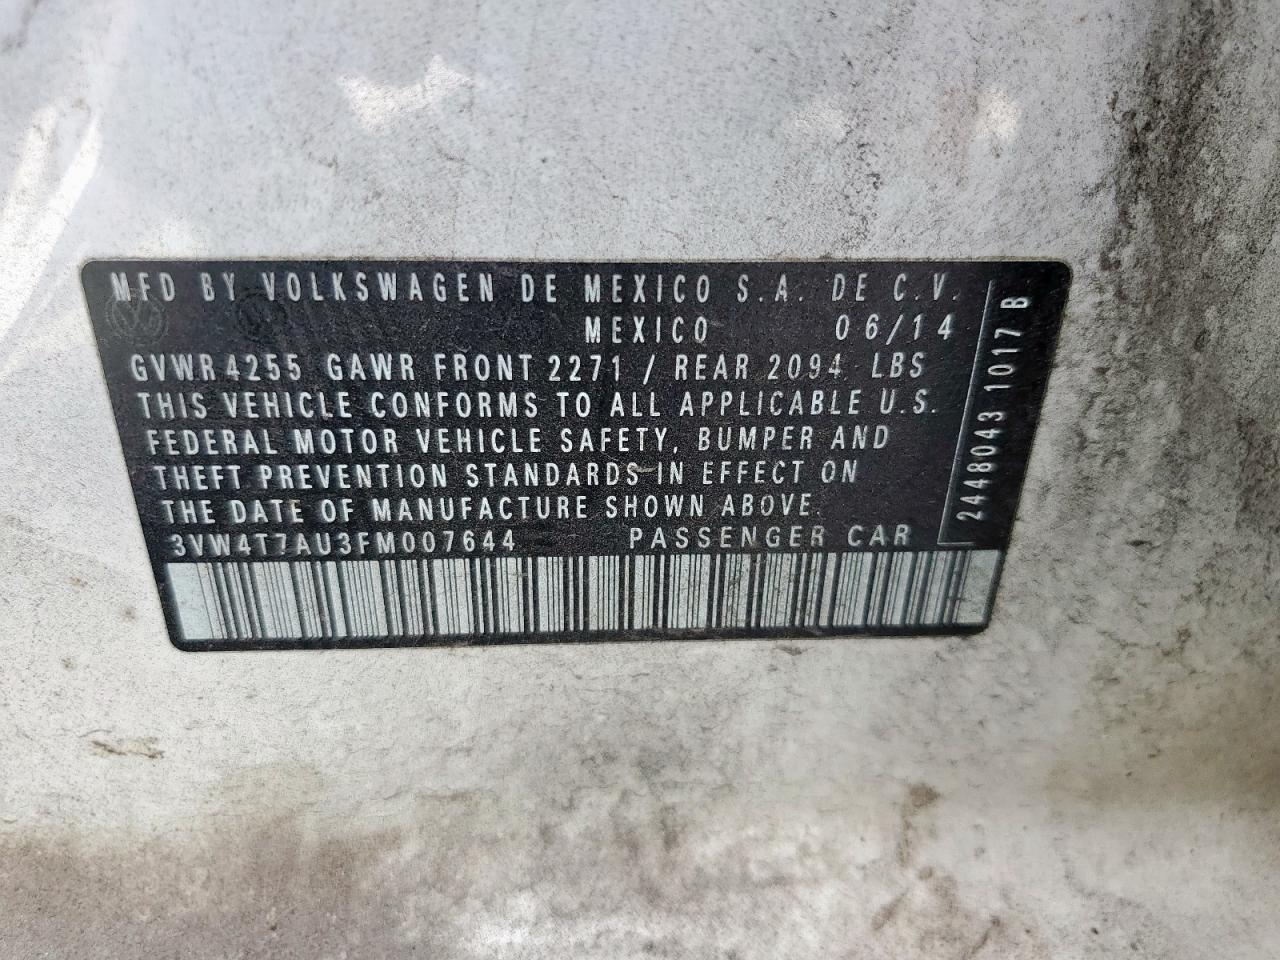 MFD BY VOLKSWAGEN DE MEXICO S.A. DE C.V.
MEXICO 06/14
GVWR 4255 GAWR FRONT 2271 / REAR 2094 LBS
THIS VEHICLE CONFORMS TO ALL APPLICABLE U.S.
FEDERAL MOTOR VEHICLE SAFETY, BUMPER AND
THEFT PREVENTION STANDARDS IN EFFECT ON
THE DATE OF MANUFACTURE SHOWN ABOVE.
3VW4T7AU3FM007644 PASSENGER CAR
2448043 1017 B